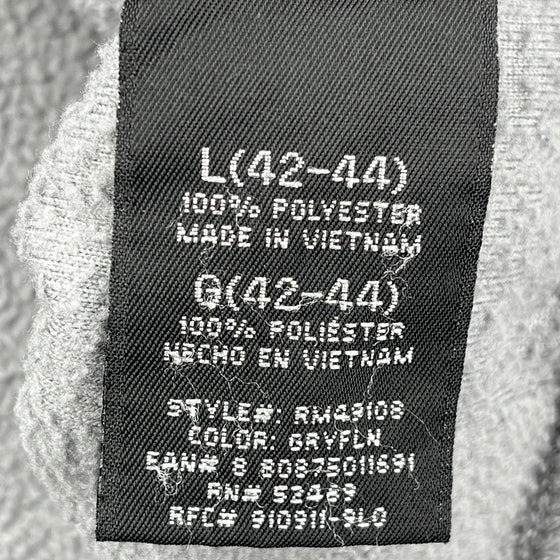 L(42-44)
100% POLYESTER
MADE IN VIETNAM
G(42-44)
100% POLIÉSTER
HECHO EN VIETNAM
STYLE#: RM49108
COLOR: GRYFLN
EAN# 8 80875011691
RN# 52469
RFC# 910911-9L0